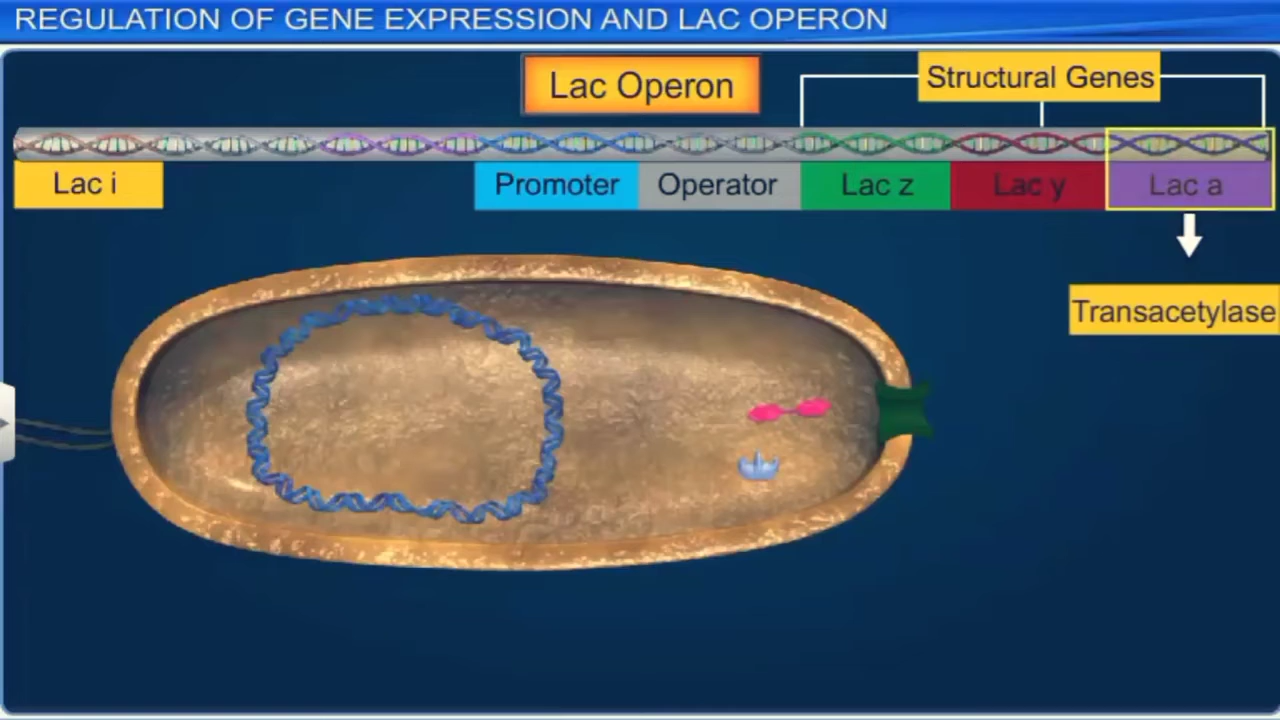 REGULATION OF GENE EXPRESSION AND LAC OPERON
Lac Operon
Structural Genes
Lac i
Promoter
Operator
Lac z
Lac y
Lac a
Transacetylase